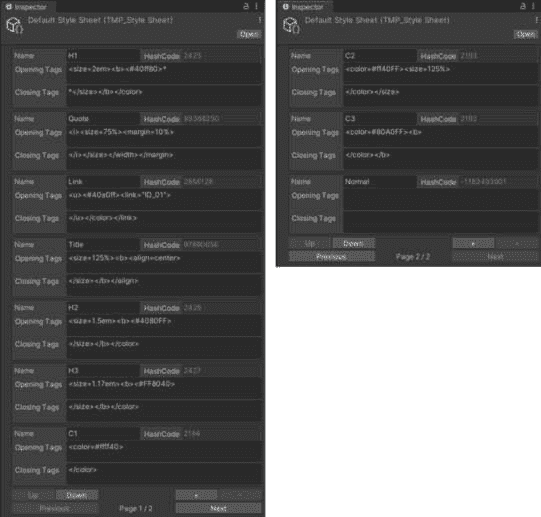 Inspector
Default Style Sheet (TMP_Style Sheet)
Open
Name H1 HashCode 2425
Opening Tags <size=2em><b><#40ff80>*
Closing Tags *</size></b></color>
Name Quote HashCode
Opening Tags <i><size=75%><margin=10%>
Closing Tags </i></size></width></margin>
Name Link HashCode
Opening Tags <u><#40a0ff><link="ID_01">
Closing Tags </u></color></link>
Name Title HashCode
Opening Tags <size=125%><b><align=center>
Closing Tags </size></b></align>
Name H2 HashCode 2426
Opening Tags <size=1.5em><b><#4080FF>
Closing Tags </size></b></color>
Name H3 HashCode 2427
Opening Tags <size=1.17em><b><#FF8040>
Closing Tags </size></b></color>
Name C1 HashCode 2194
Opening Tags <color=#ffff40>
Closing Tags </color>
Up Down + -
Previous Page 1 / 2 Next
Inspector
Default Style Sheet (TMP_Style Sheet)
Open
Name C2 HashCode 2193
Opening Tags <color=#ff40FF><size=125%>
Closing Tags </color></size>
Name C3 HashCode 2192
Opening Tags <color=#80A0FF><b>
Closing Tags </color></b>
Name Normal HashCode -1183493901
Opening Tags
Closing Tags
Up Down + -
Previous Page 2 / 2 Next